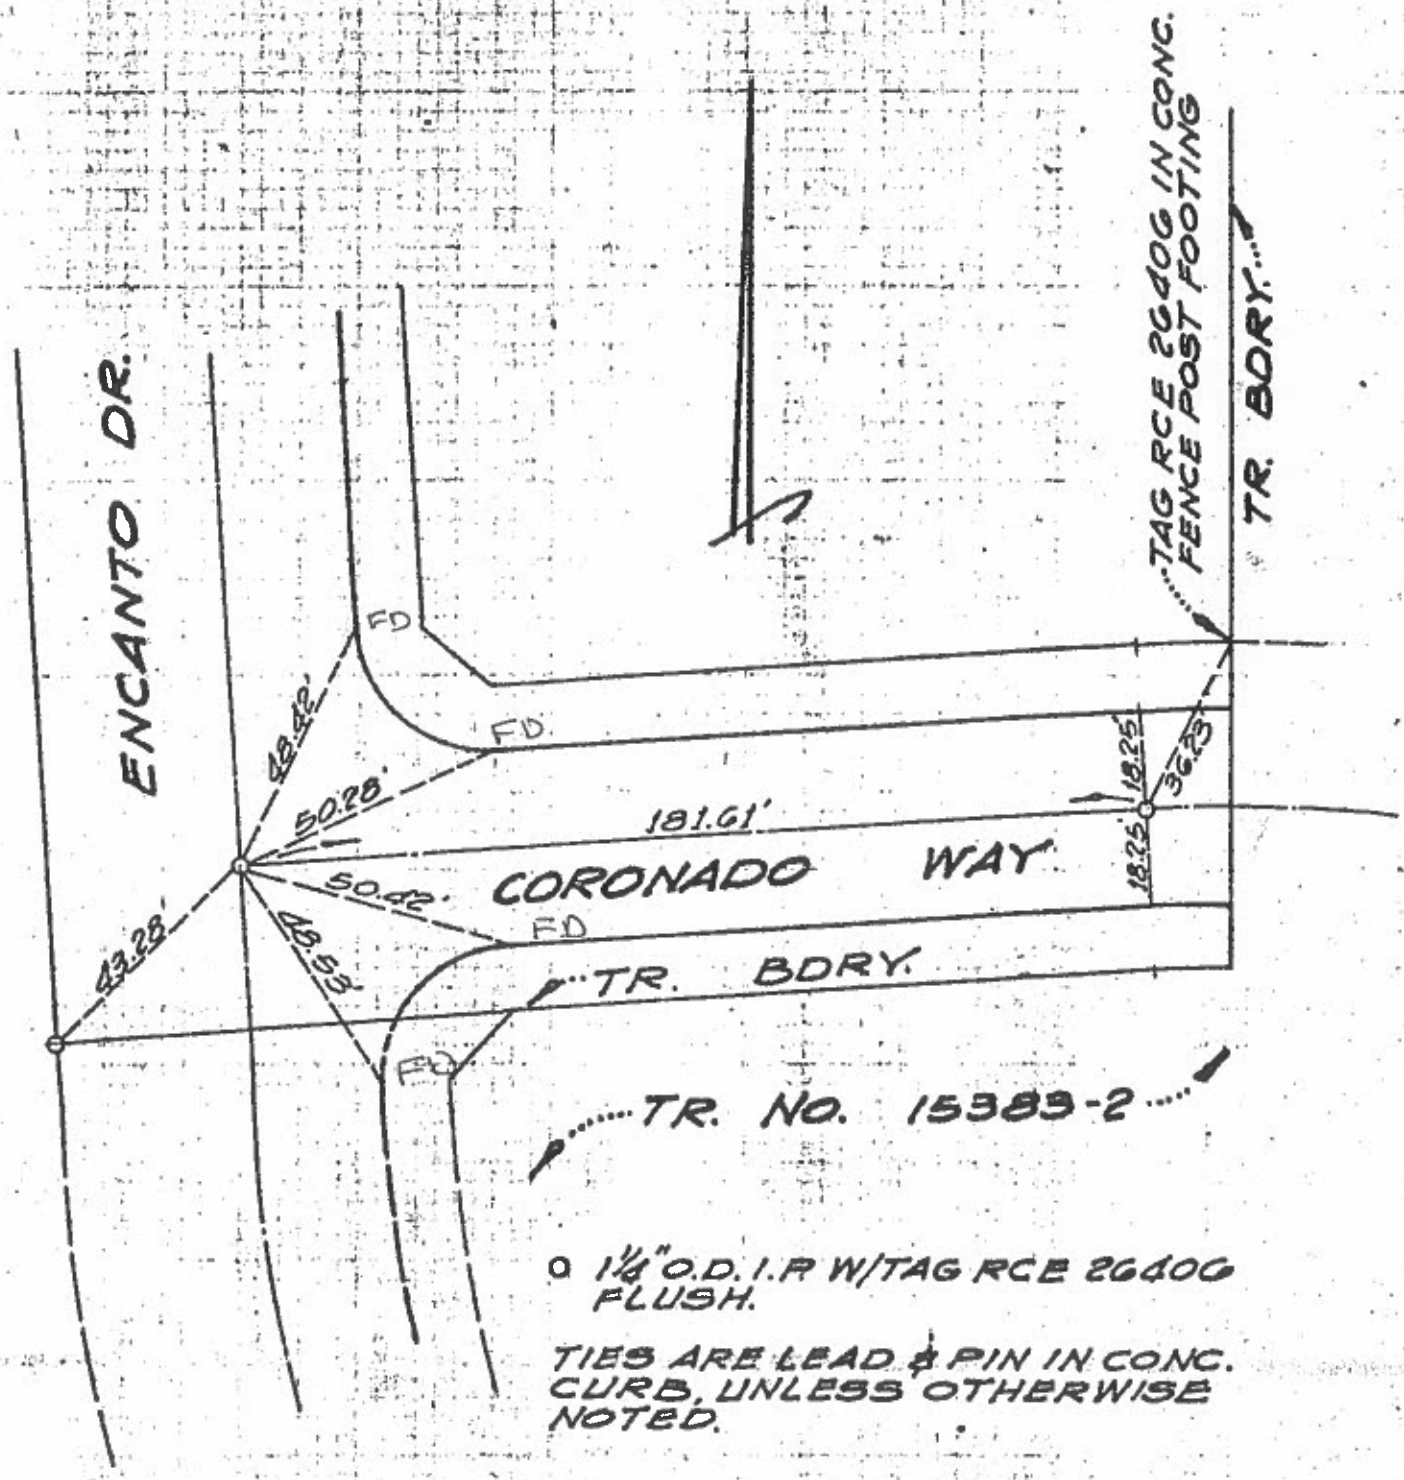 TAG RCE 26406 IN CONC.
FENCE POST FOOTING
TR. BDRY.
ENCANTO DR.
FD
48.42'
FD.
50.28'
181.61'
18.25'
36.23'
18.25'
CORONADO WAY
50.42'
FD
48.53'
43.28'
TR. BDRY.
FD
TR. NO. 15383-2
1¼" O.D. I.P. W/TAG RCE 26406
FLUSH.
TIES ARE LEAD & PIN IN CONC.
CURB, UNLESS OTHERWISE
NOTED.